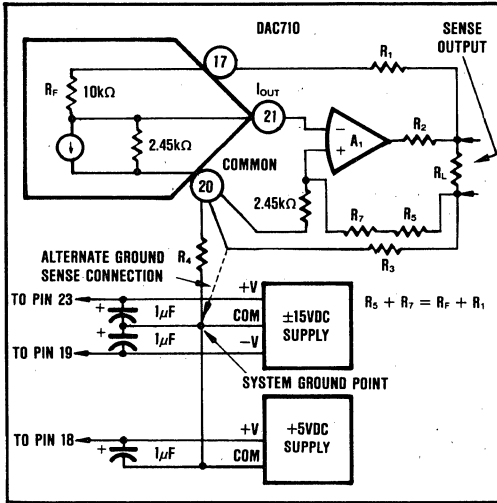 DAC710
SENSE
OUTPUT
17
R1
RF
10kΩ
IOUT
21
−
+
A1
R2
RL
2.45kΩ
COMMON
20
2.45kΩ
R7
R5
R4
R3
ALTERNATE GROUND
SENSE CONNECTION
TO PIN 23
+V
+
1μF
COM
±15VDC
SUPPLY
R5 + R7 = RF + R1
+
1μF
TO PIN 19
−V
SYSTEM GROUND POINT
TO PIN 18
+V
+5VDC
SUPPLY
+
1μF
COM